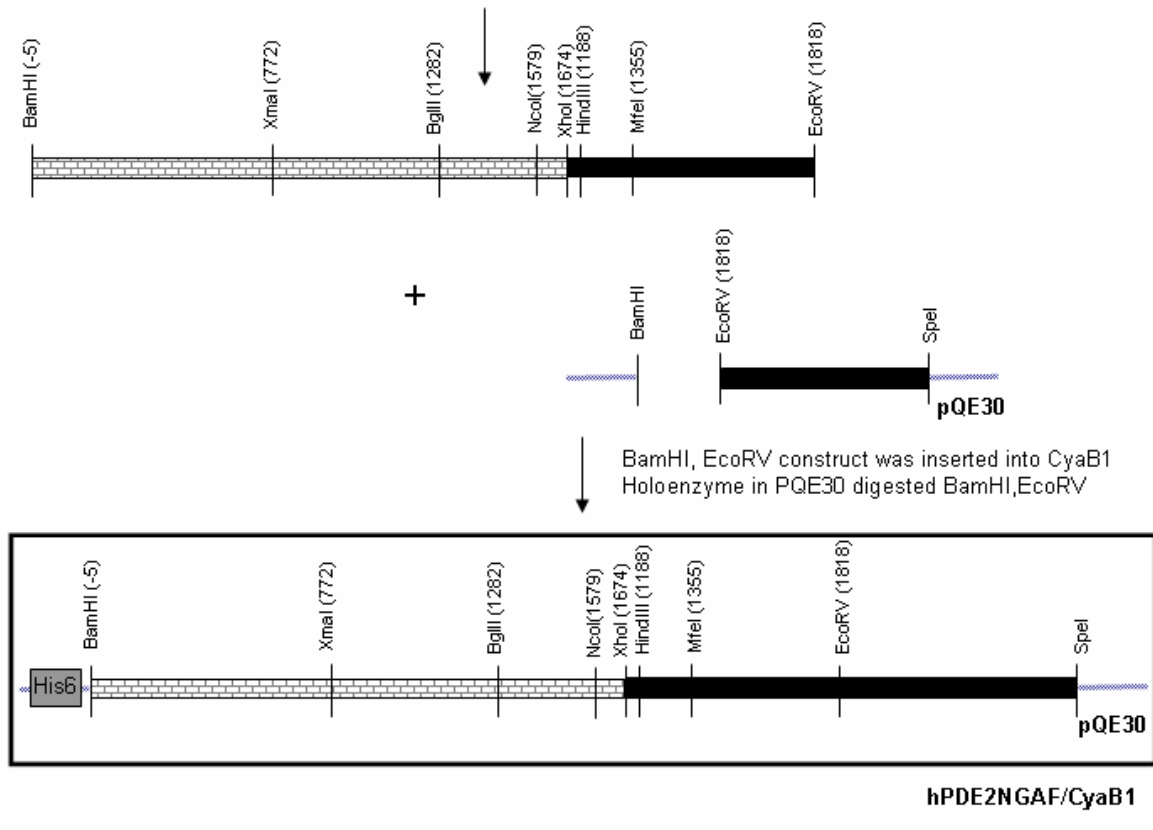 BamHI (-5)
XmaI (772)
BglII (1282)
NcoI(1579)
XhoI (1674)
HindIII (1188)
MfeI (1355)
EcoRV (1818)
+
BamHI
EcoRV (1818)
SpeI
pQE30
BamHI, EcoRV construct was inserted into CyaB1
Holoenzyme in PQE30 digested BamHI,EcoRV
BamHI (-5)
XmaI (772)
BglII (1282)
NcoI(1579)
XhoI (1674)
HindIII (1188)
MfeI (1355)
EcoRV (1818)
SpeI
His6
pQE30
hPDE2NGAF/CyaB1